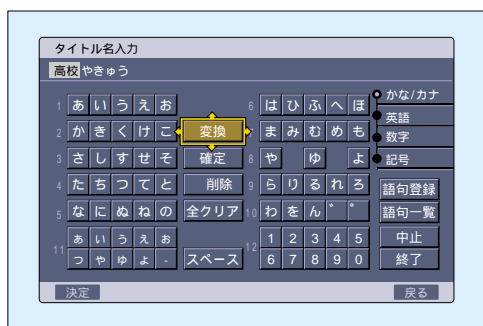 タイトル名入力
高校やきゅう
1 あ い う え お 6 は ひ ふ へ ほ かな/カナ
英語
2 か き く け こ 変換 7 ま み む め も 数字
3 さ し す せ そ 確定 8 や ゆ よ 記号
4 た ち つ て と 削除 9 ら り る れ ろ 語句登録
5 な に ぬ ね の 全クリア 10 わ を ん ゛ ゜ 語句一覧
11 ぁ ぃ ぅ ぇ ぉ 12 1 2 3 4 5 中止
っ ゃ ゅ ょ - スペース 6 7 8 9 0 終了
決定 戻る